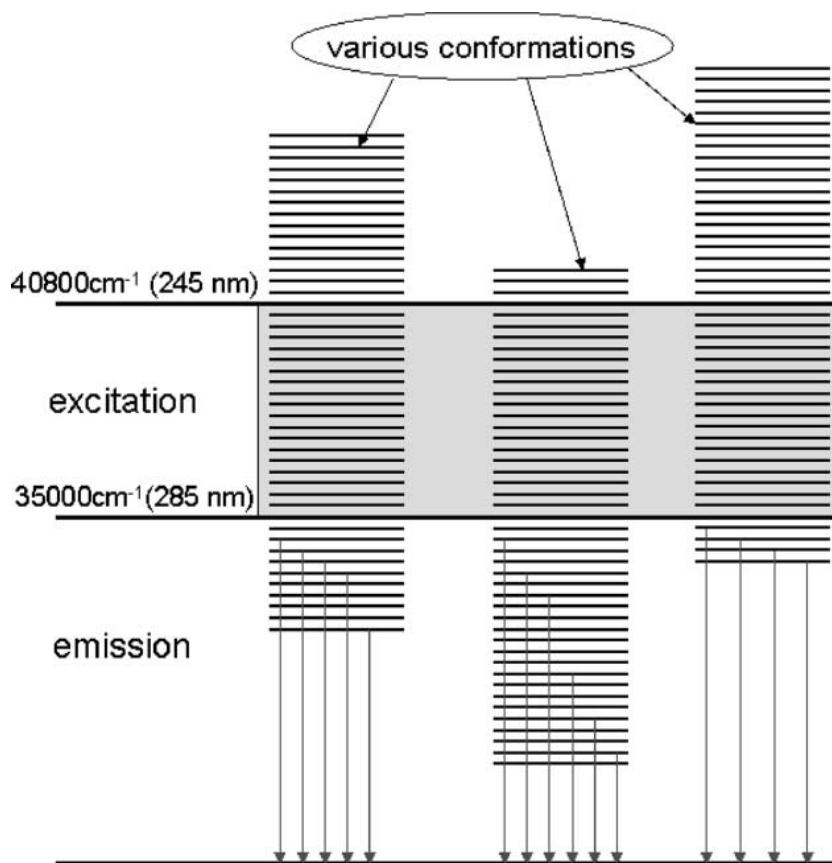 various conformations
40800cm⁻¹ (245 nm)
excitation
35000cm⁻¹(285 nm)
emission